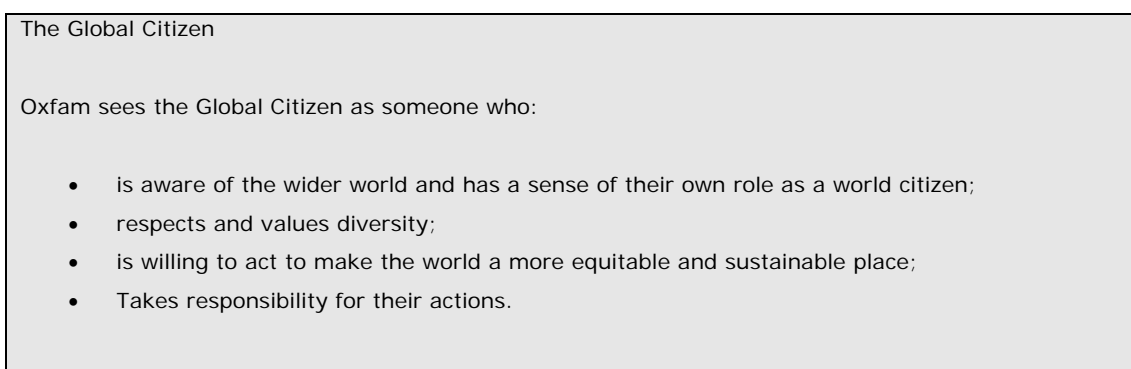 The Global Citizen
Oxfam sees the Global Citizen as someone who:
• is aware of the wider world and has a sense of their own role as a world citizen;
• respects and values diversity;
• is willing to act to make the world a more equitable and sustainable place;
• Takes responsibility for their actions.